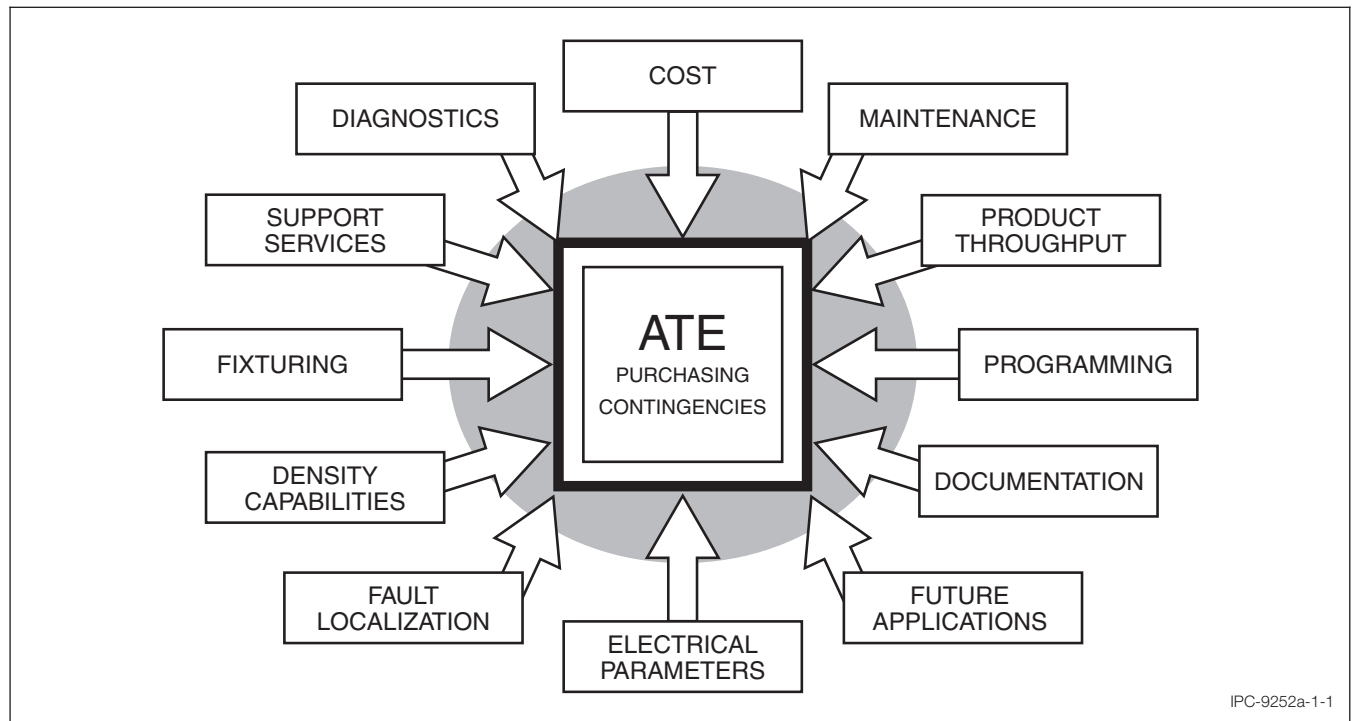 COST
DIAGNOSTICS
MAINTENANCE
SUPPORT
SERVICES
PRODUCT
THROUGHPUT
ATE
PURCHASING
CONTINGENCIES
FIXTURING
PROGRAMMING
DENSITY
CAPABILITIES
DOCUMENTATION
FAULT
LOCALIZATION
FUTURE
APPLICATIONS
ELECTRICAL
PARAMETERS
IPC-9252a-1-1